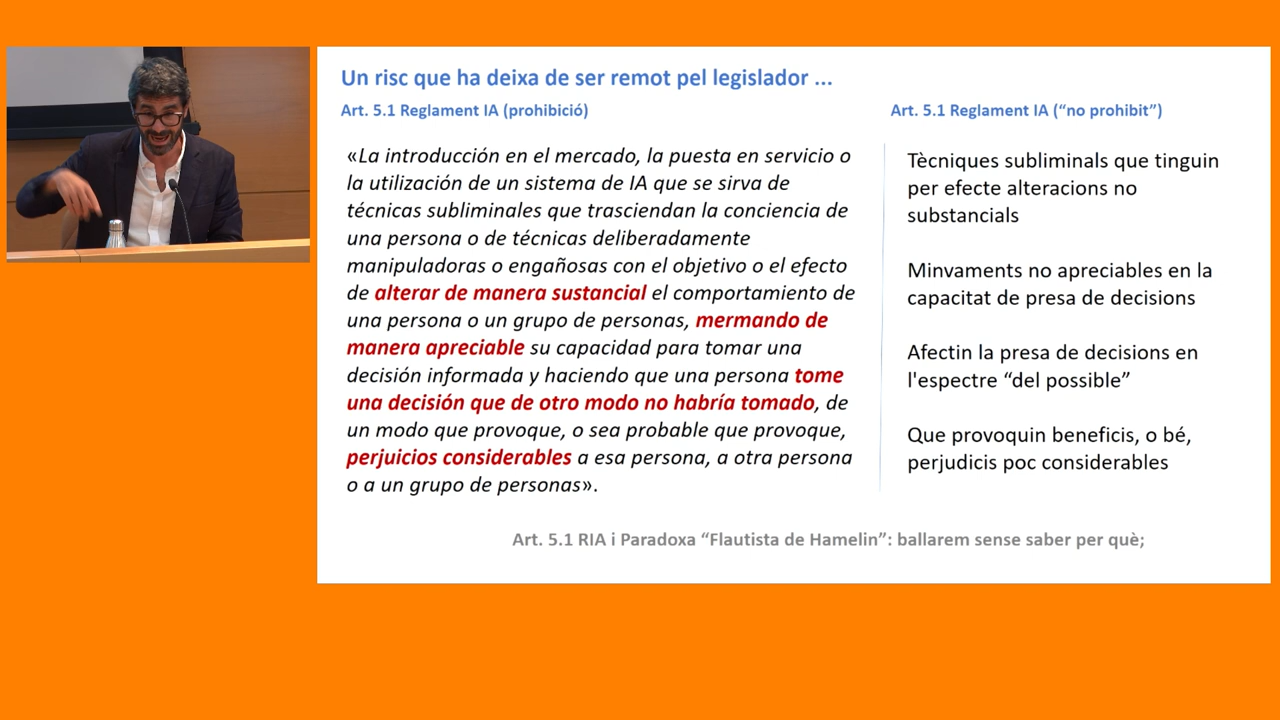 Un risc que ha deixa de ser remot pel legislador ...
Art. 5.1 Reglament IA (prohibició)
«La introducción en el mercado, la puesta en servicio o
la utilización de un sistema de IA que se sirva de
técnicas subliminales que trasciendan la conciencia de
una persona o de técnicas deliberadamente
manipuladoras o engañosas con el objetivo o el efecto
de alterar de manera sustancial el comportamiento de
una persona o un grupo de personas, mermando de
manera apreciable su capacidad para tomar una
decisión informada y haciendo que una persona tome
una decisión que de otro modo no habría tomado, de
un modo que provoque, o sea probable que provoque,
perjuicios considerables a esa persona, a otra persona
o a un grupo de personas».
Art. 5.1 Reglament IA (“no prohibit”)
Tècniques subliminals que tinguin
per efecte alteracions no
substancials
Minvaments no apreciables en la
capacitat de presa de decisions
Afectin la presa de decisions en
l'espectre “del possible”
Que provoquin beneficis, o bé,
perjudicis poc considerables
Art. 5.1 RIA i Paradoxa “Flautista de Hamelin”: ballarem sense saber per què;